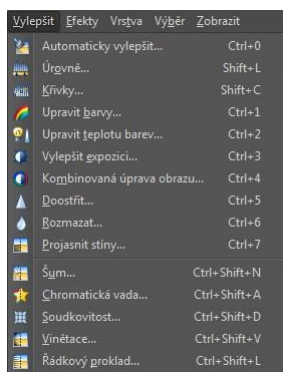 Vylepšit Efekty Vrstva Výběr Zobrazit
Automaticky vylepšit... Ctrl+0
Úrovně... Shift+L
Křivky... Shift+C
Upravit barvy... Ctrl+1
Upravit teplotu barev... Ctrl+2
Vylepšit expozici... Ctrl+3
Kombinovaná úprava obrazu... Ctrl+4
Doostřit... Ctrl+5
Rozmazat... Ctrl+6
Projasnit stíny... Ctrl+7
Šum... Ctrl+Shift+N
Chromatická vada... Ctrl+Shift+A
Soudkovitost... Ctrl+Shift+D
Vinětace... Ctrl+Shift+V
Řádkový proklad... Ctrl+Shift+L